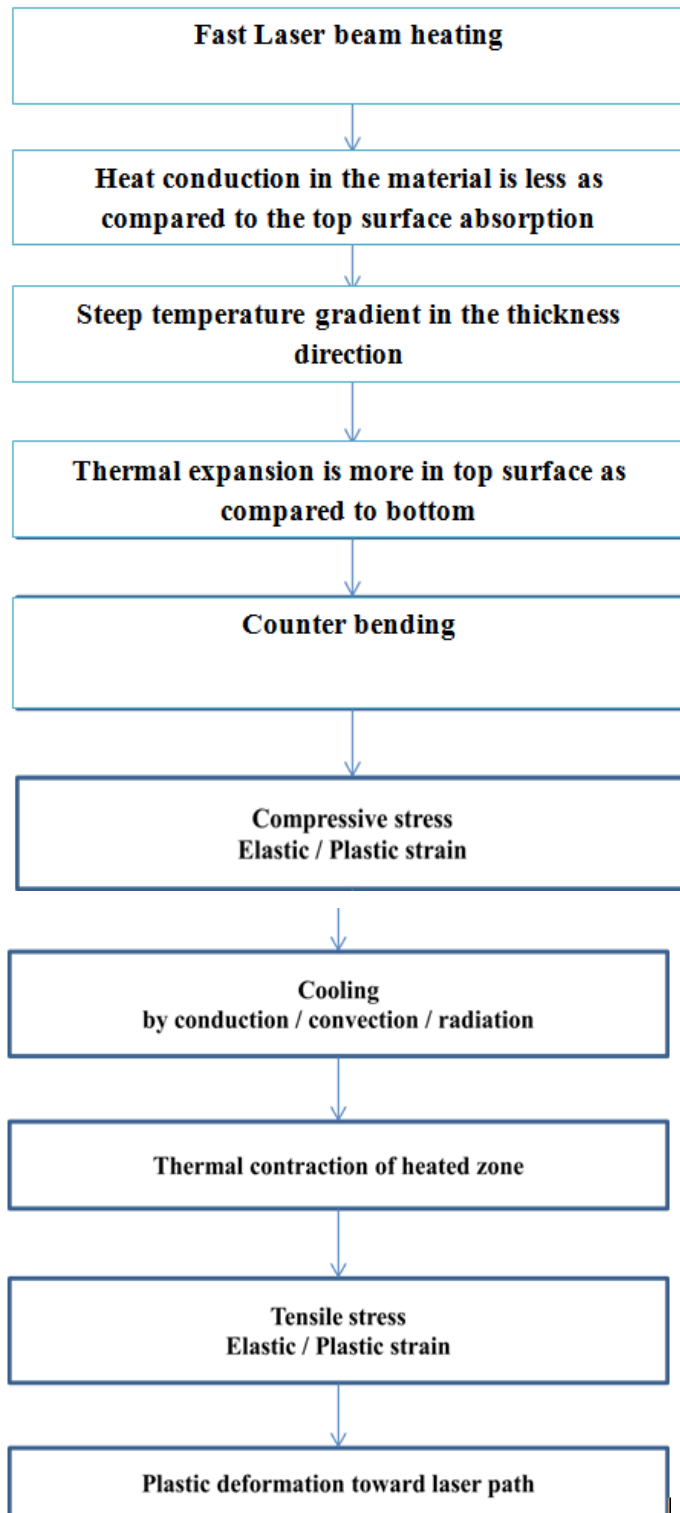 Fast Laser beam heating
Heat conduction in the material is less as
compared to the top surface absorption
Steep temperature gradient in the thickness
direction
Thermal expansion is more in top surface as
compared to bottom
Counter bending
Compressive stress
Elastic / Plastic strain
Cooling
by conduction / convection / radiation
Thermal contraction of heated zone
Tensile stress
Elastic / Plastic strain
Plastic deformation toward laser path